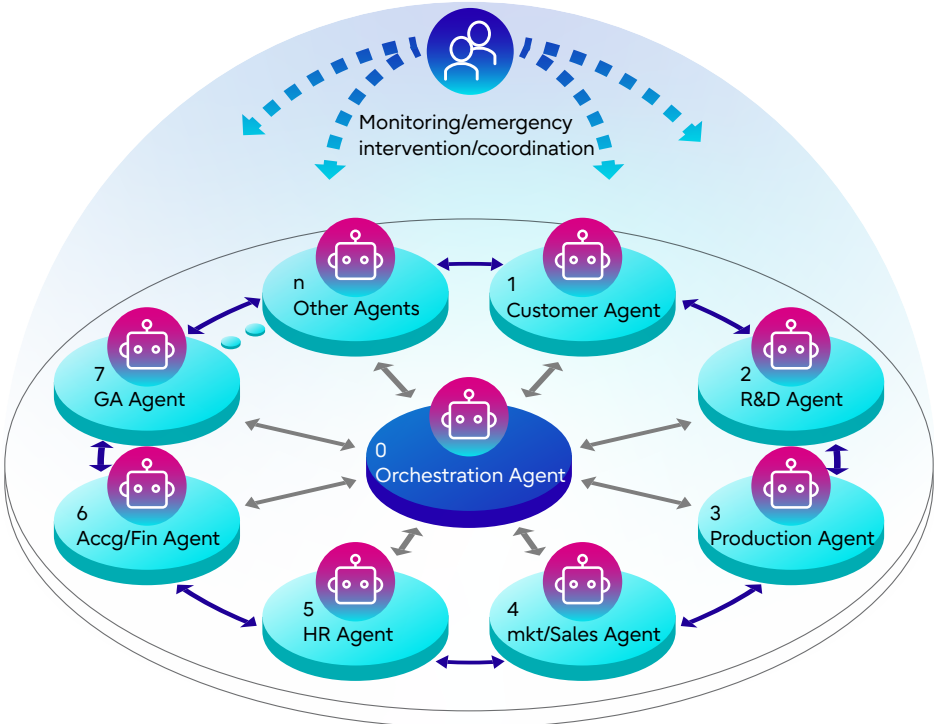 Monitoring/emergency
intervention/coordination
n
Other Agents
1
Customer Agent
7
GA Agent
2
R&D Agent
0
Orchestration Agent
6
Accg/Fin Agent
3
Production Agent
5
HR Agent
4
mkt/Sales Agent